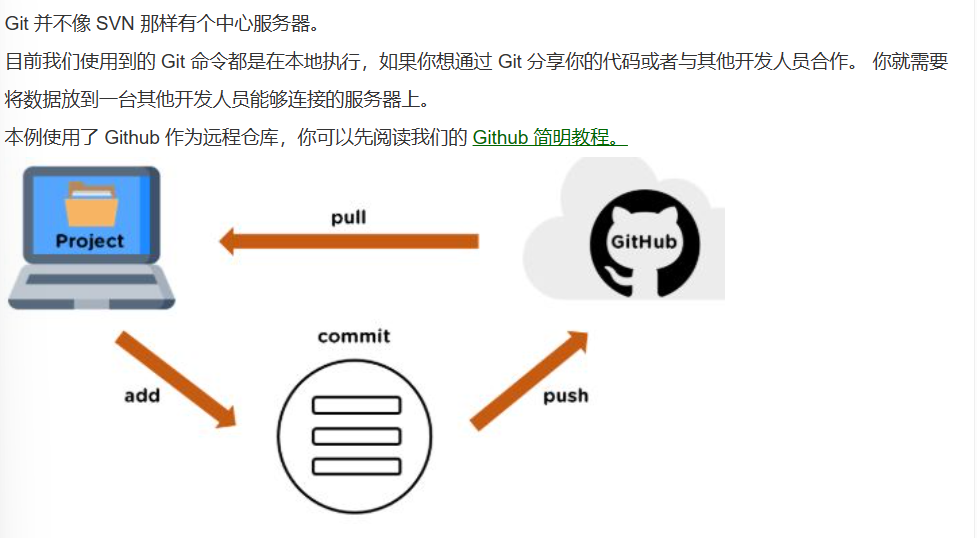 Git 并不像 SVN 那样有个中心服务器。
目前我们使用到的 Git 命令都是在本地执行，如果你想通过 Git 分享你的代码或者与其他开发人员合作。 你就需要
将数据放到一台其他开发人员能够连接的服务器上。
本例使用了 Github 作为远程仓库，你可以先阅读我们的 Github 简明教程。
pull
Project
GitHub
commit
add
push